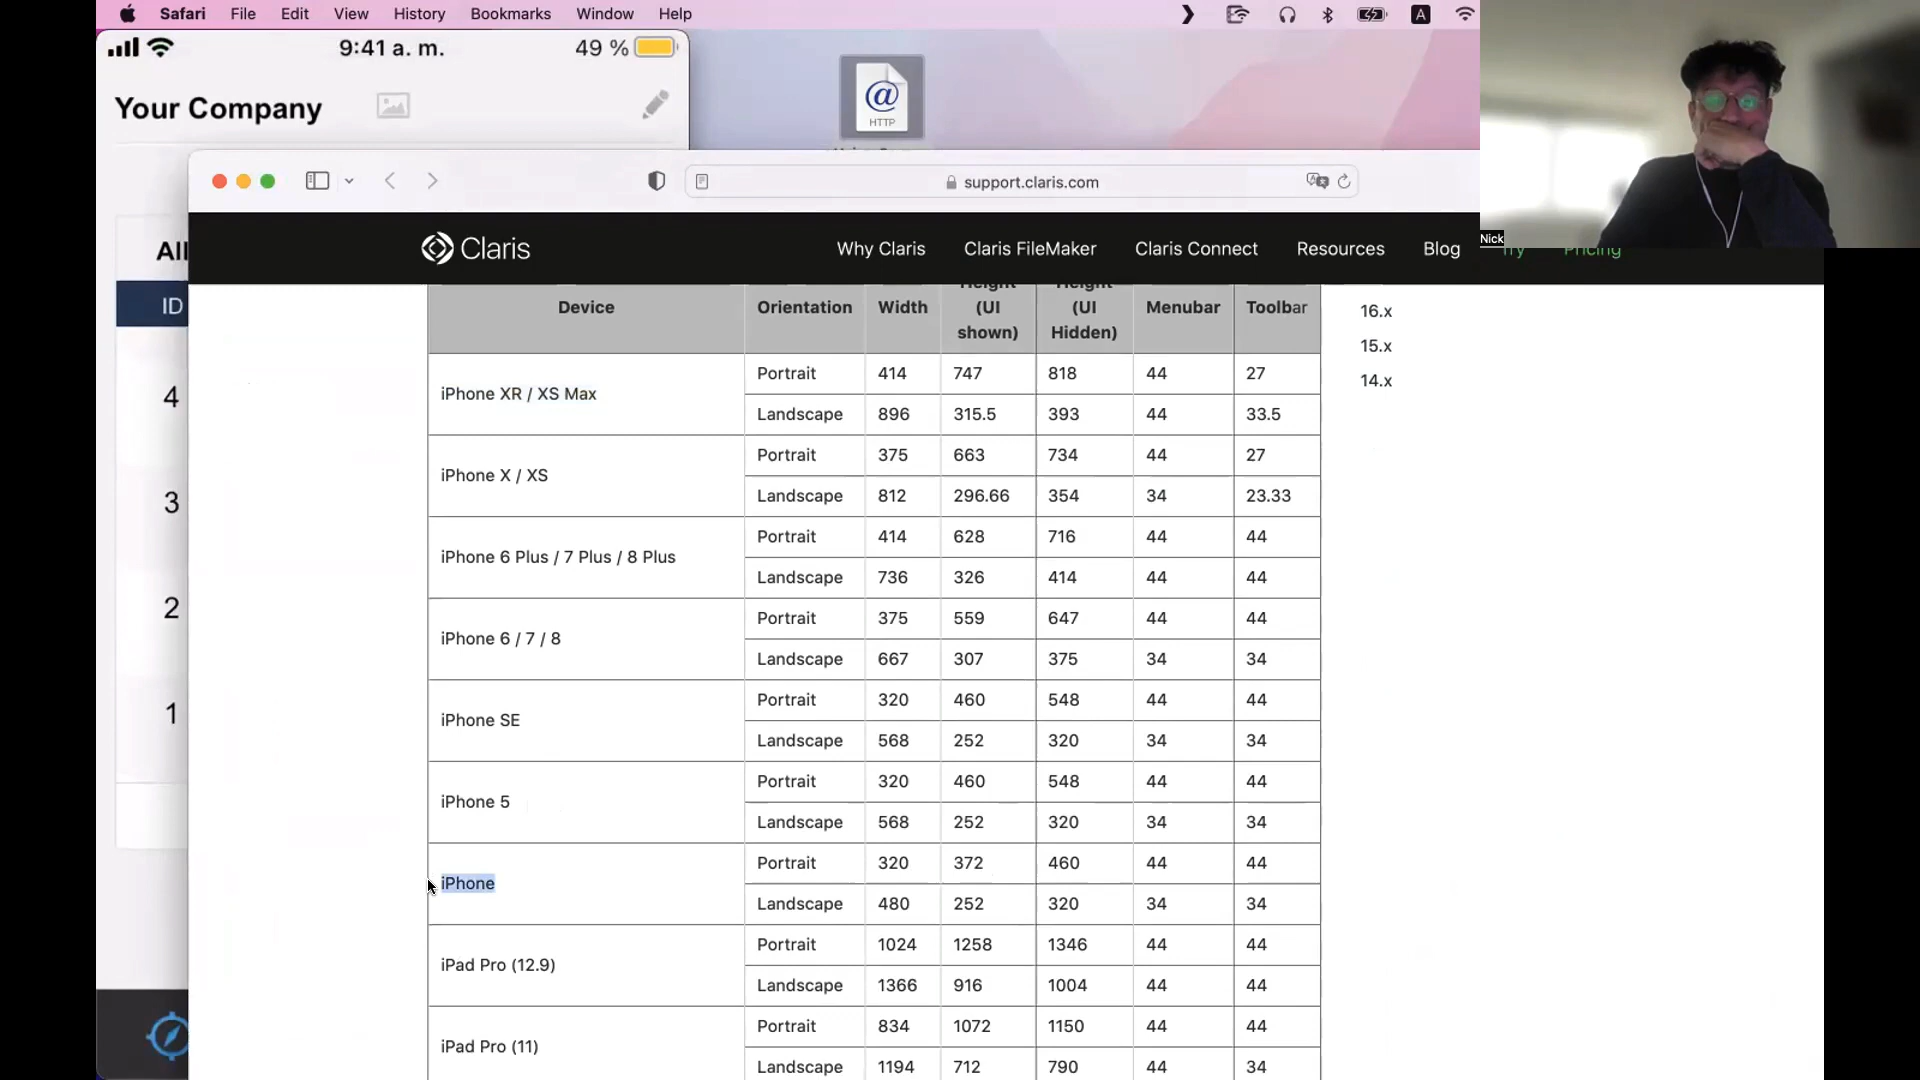 Safari File Edit View History Bookmarks Window Help A
9:41 a. m. 49 %
Your Company
@
HTTP
support.claris.com
Nick
Claris Why Claris Claris FileMaker Claris Connect Resources Blog Try Pricing
All
ID
4
3
2
1
Device Orientation Width Height (UI shown) Height (UI Hidden) Menubar Toolbar
iPhone XR / XS Max Portrait 414 747 818 44 27
Landscape 896 315.5 393 44 33.5
iPhone X / XS Portrait 375 663 734 44 27
Landscape 812 296.66 354 34 23.33
iPhone 6 Plus / 7 Plus / 8 Plus Portrait 414 628 716 44 44
Landscape 736 326 414 44 44
iPhone 6 / 7 / 8 Portrait 375 559 647 44 44
Landscape 667 307 375 34 34
iPhone SE Portrait 320 460 548 44 44
Landscape 568 252 320 34 34
iPhone 5 Portrait 320 460 548 44 44
Landscape 568 252 320 34 34
iPhone Portrait 320 372 460 44 44
Landscape 480 252 320 34 34
iPad Pro (12.9) Portrait 1024 1258 1346 44 44
Landscape 1366 916 1004 44 44
iPad Pro (11) Portrait 834 1072 1150 44 44
Landscape 1194 712 790 44 34
16.x
15.x
14.x